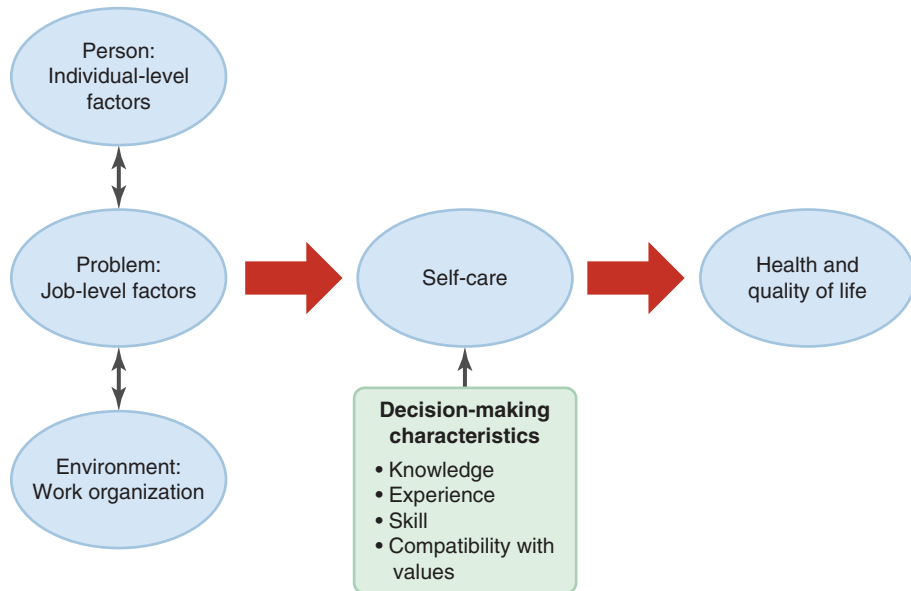 Person:
Individual-level
factors
Problem:
Job-level factors
Self-care
Health and
quality of life
Environment:
Work organization
Decision-making
characteristics
• Knowledge
• Experience
• Skill
• Compatibility with
values